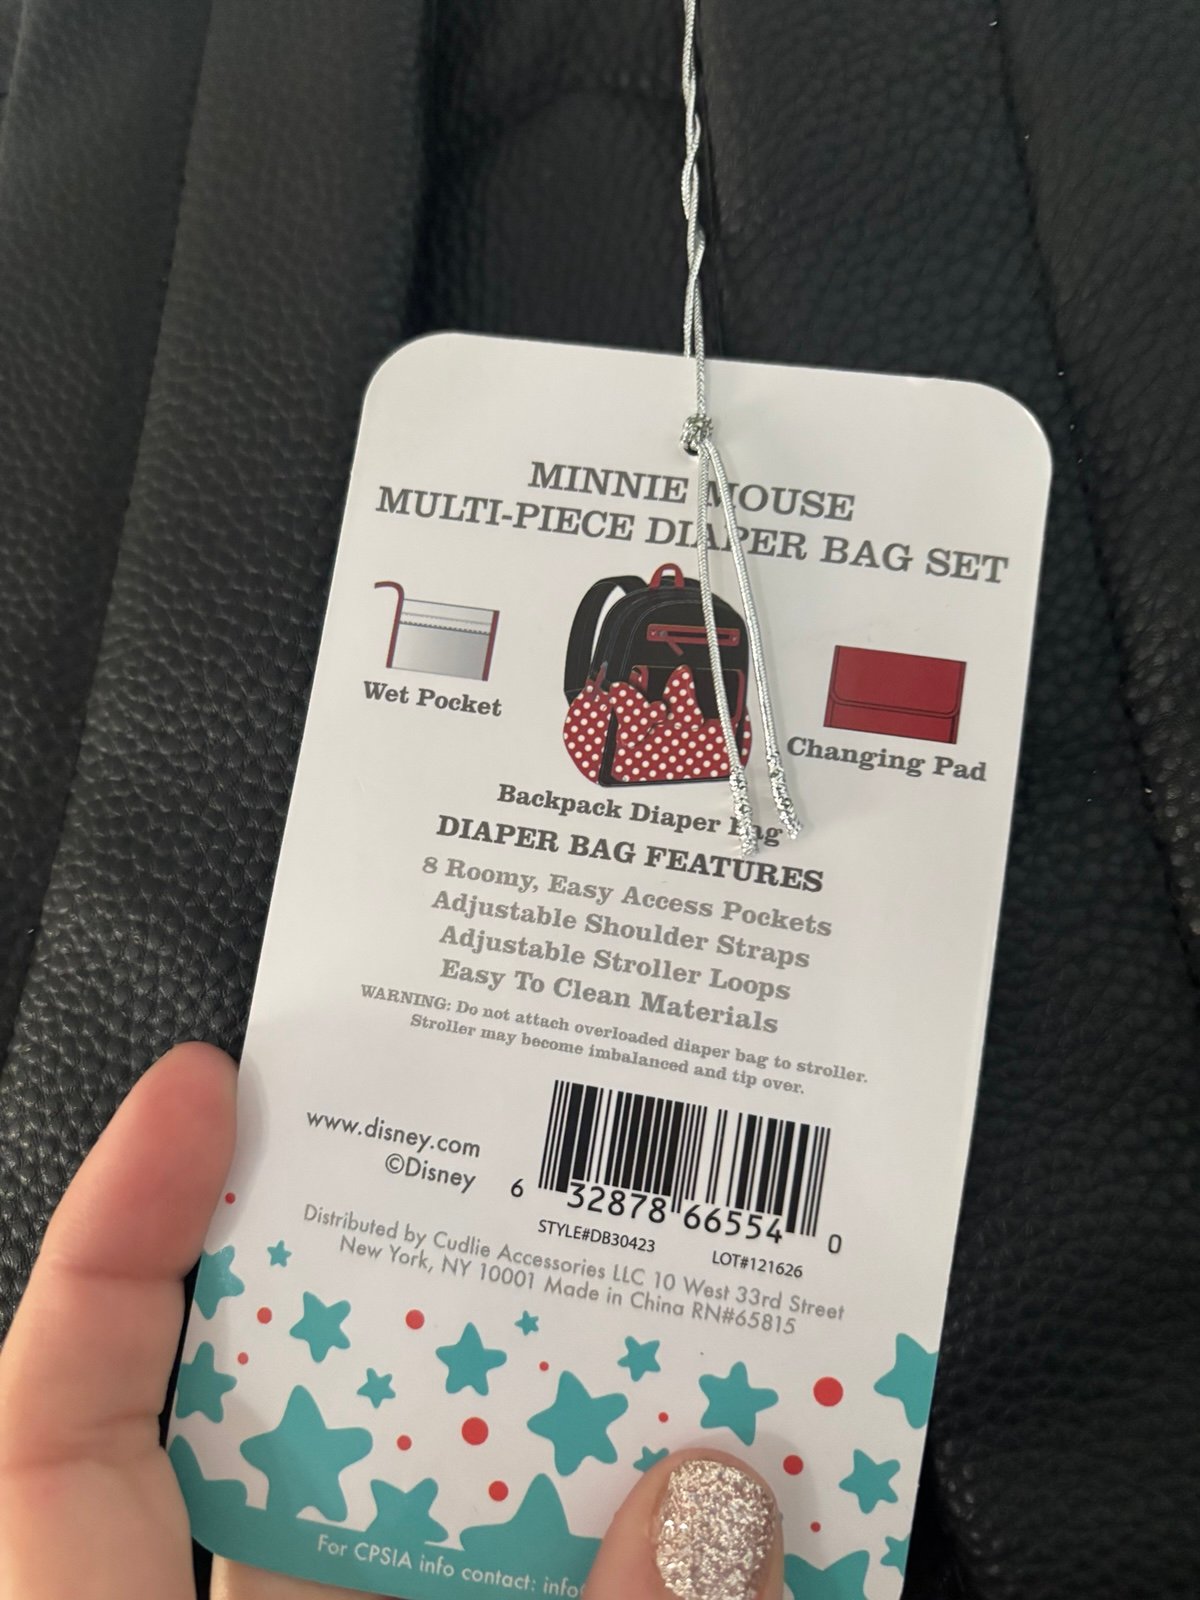 MINNIE MOUSE
MULTI-PIECE DIAPER BAG SET
Wet Pocket
Changing Pad
Backpack Diaper Bag
DIAPER BAG FEATURES
8 Roomy, Easy Access Pockets
Adjustable Shoulder Straps
Adjustable Stroller Loops
Easy To Clean Materials
WARNING: Do not attach overloaded diaper bag to stroller.
Stroller may become imbalanced and tip over.
www.disney.com
©Disney
6 32878 66554 0
STYLE#DB30423 LOT#121626
Distributed by Cudlie Accessories LLC 10 West 33rd Street
New York, NY 10001 Made in China RN#65815
For CPSIA info contact: info